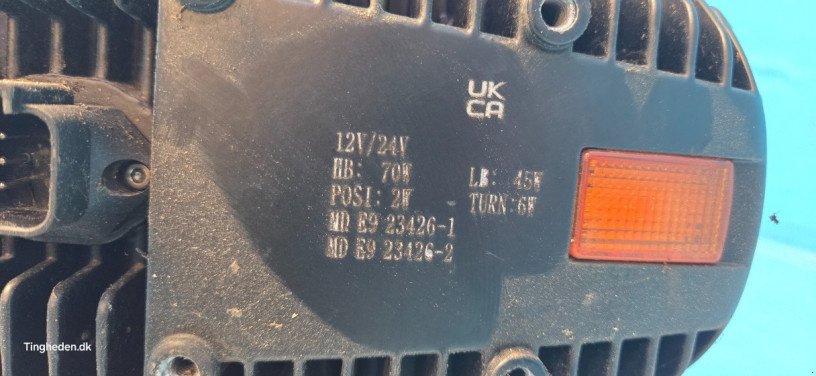 UK
CA
12V/24V
HB: 70W LB: 45W
POSI: 2W TURN: 6W
MD E9 23426-1
MD E9 23426-2
Tingheden.dk